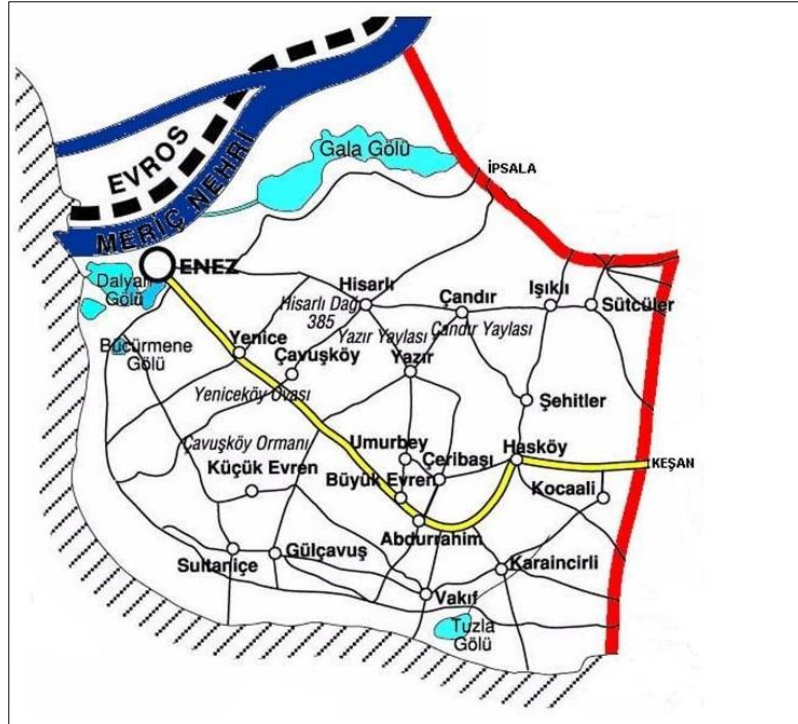 EVROS
MERİÇ NEHRİ
Gala Gölü
İPSALA
ENEZ
Dalyan
Gölü
Hisarlı
Hisarlı Dağ
385
Çandır
Işıklı
Sütcüler
Yazır Yaylası
Çandır Yaylası
Bücürmene
Gölü
Yenice
Çavuşköy
Yazır
Yeniceköy Ovası
Şehitler
Çavuşköy Ormanı
Umurbey
Hasköy
Küçük Evren
Çeribaşı
KEŞAN
Büyük Evren
Kocaali
Abdurrahim
Sultaniçe
Gülçavuş
Karaincirli
Vakıf
Tuzla
Gölü